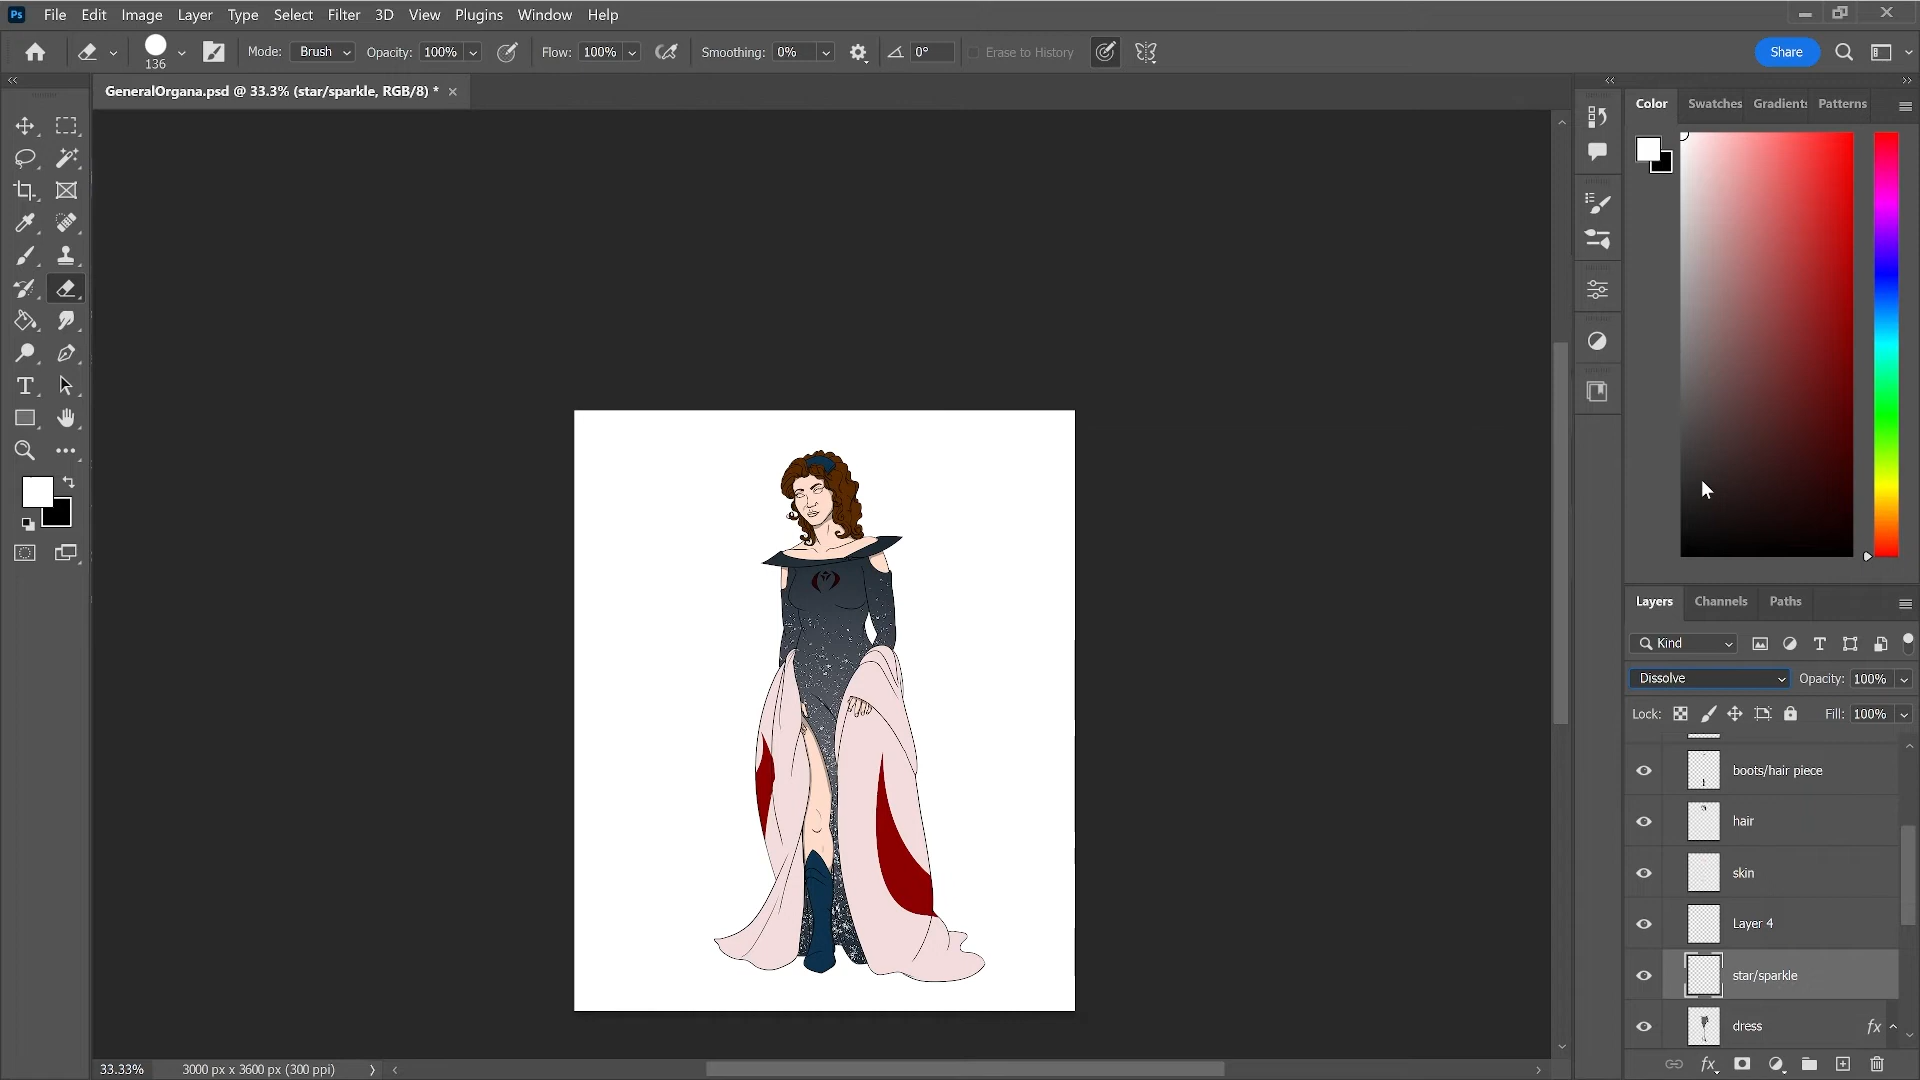 Ps File Edit Image Layer Type Select Filter 3D View Plugins Window Help
136 Mode: Brush Opacity: 100% Flow: 100% Smoothing: 0% 0° Erase to History Share
GeneralOrgana.psd @ 33.3% (star/sparkle, RGB/8) *
Color Swatches Gradients Patterns
Layers Channels Paths
Kind
Dissolve Opacity: 100%
Lock: Fill: 100%
boots/hair piece
hair
skin
Layer 4
star/sparkle
dress fx
33.33% 3000 px x 3600 px (300 ppi)
fx